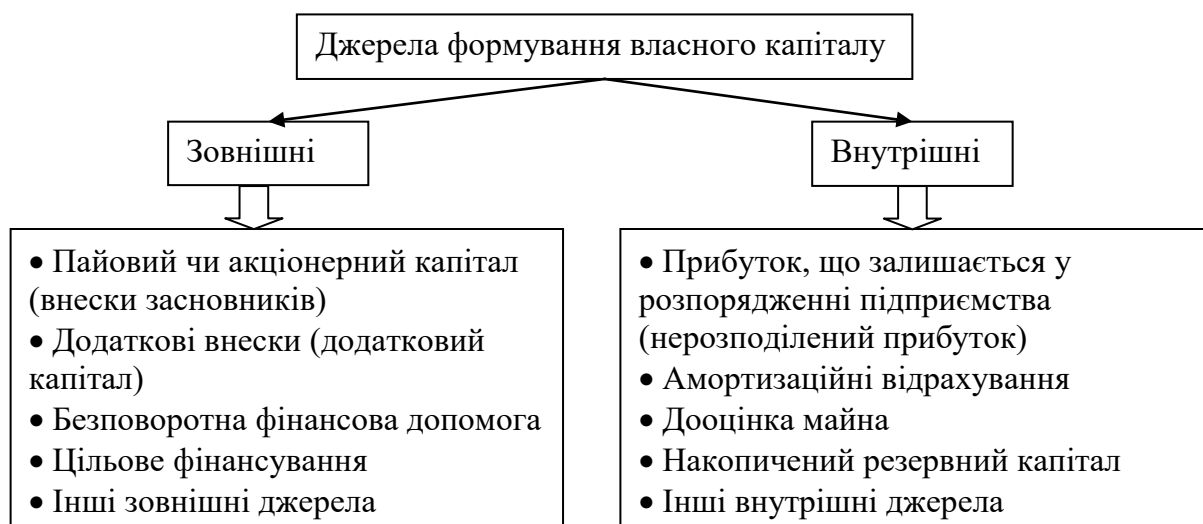 Джерела формування власного капіталу
Зовнішні
Внутрішні
• Пайовий чи акціонерний капітал
(внески засновників)
• Додаткові внески (додатковий
капітал)
• Безповоротна фінансова допомога
• Цільове фінансування
• Інші зовнішні джерела
• Прибуток, що залишається у
розпорядженні підприємства
(нерозподілений прибуток)
• Амортизаційні відрахування
• Дооцінка майна
• Накопичений резервний капітал
• Інші внутрішні джерела